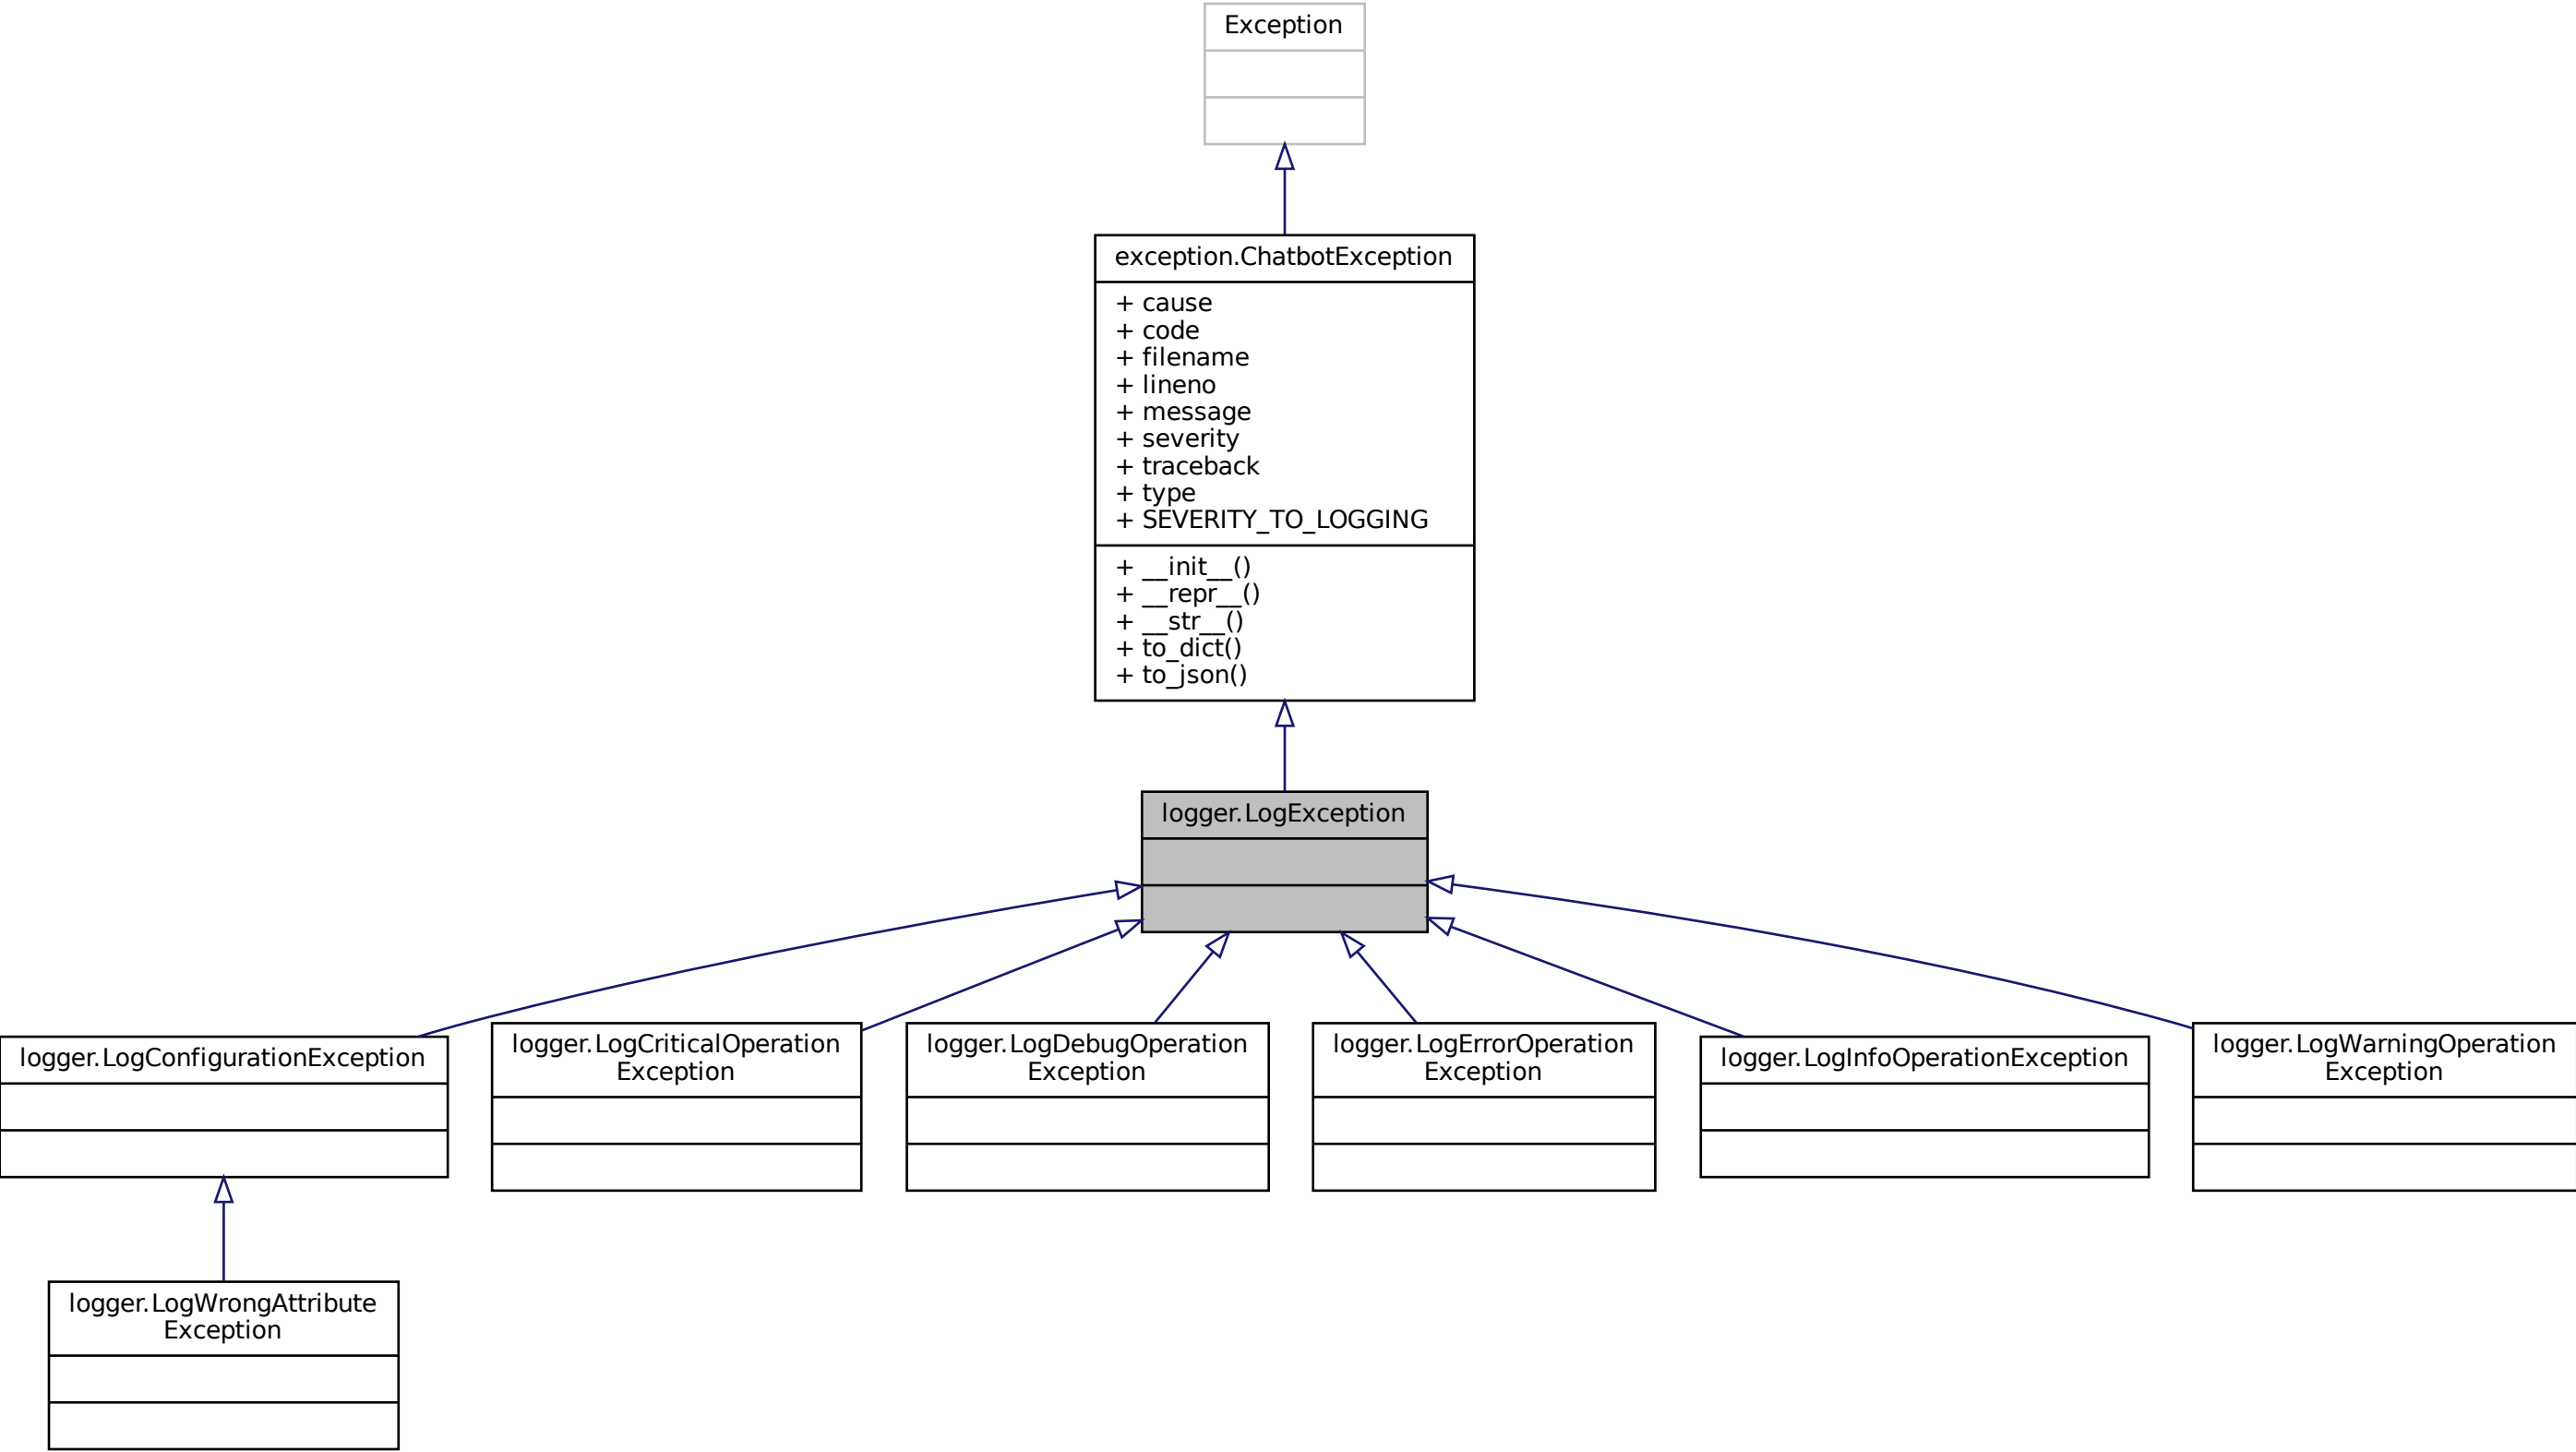 Exception
exception.ChatbotException
+ cause
+ code
+ filename
+ lineno
+ message
+ severity
+ traceback
+ type
+ SEVERITY_TO_LOGGING
+ __init__()
+ __repr__()
+ __str__()
+ to_dict()
+ to_json()
logger.LogException
logger.LogConfigurationException
logger.LogCriticalOperation
Exception
logger.LogDebugOperation
Exception
logger.LogErrorOperation
Exception
logger.LogInfoOperationException
logger.LogWarningOperation
Exception
logger.LogWrongAttribute
Exception